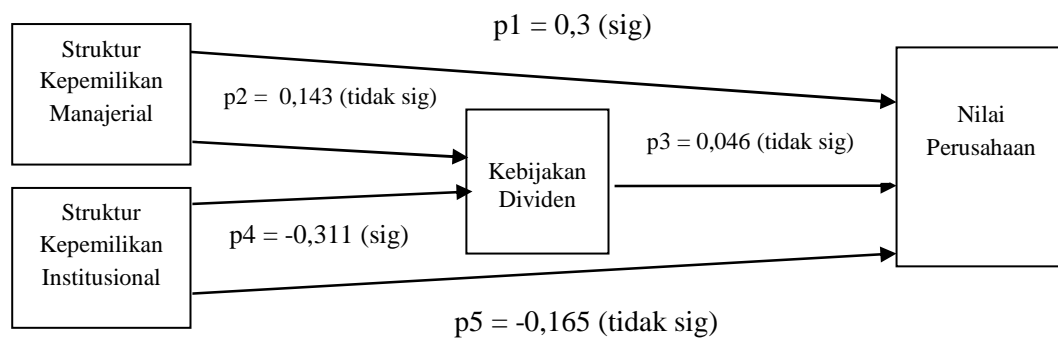 p1 = 0,3 (sig)
Struktur
Kepemilikan
Manajerial
p2 = 0,143 (tidak sig)
Nilai
Perusahaan
p3 = 0,046 (tidak sig)
Kebijakan
Dividen
Struktur
Kepemilikan
Institusional
p4 = -0,311 (sig)
p5 = -0,165 (tidak sig)